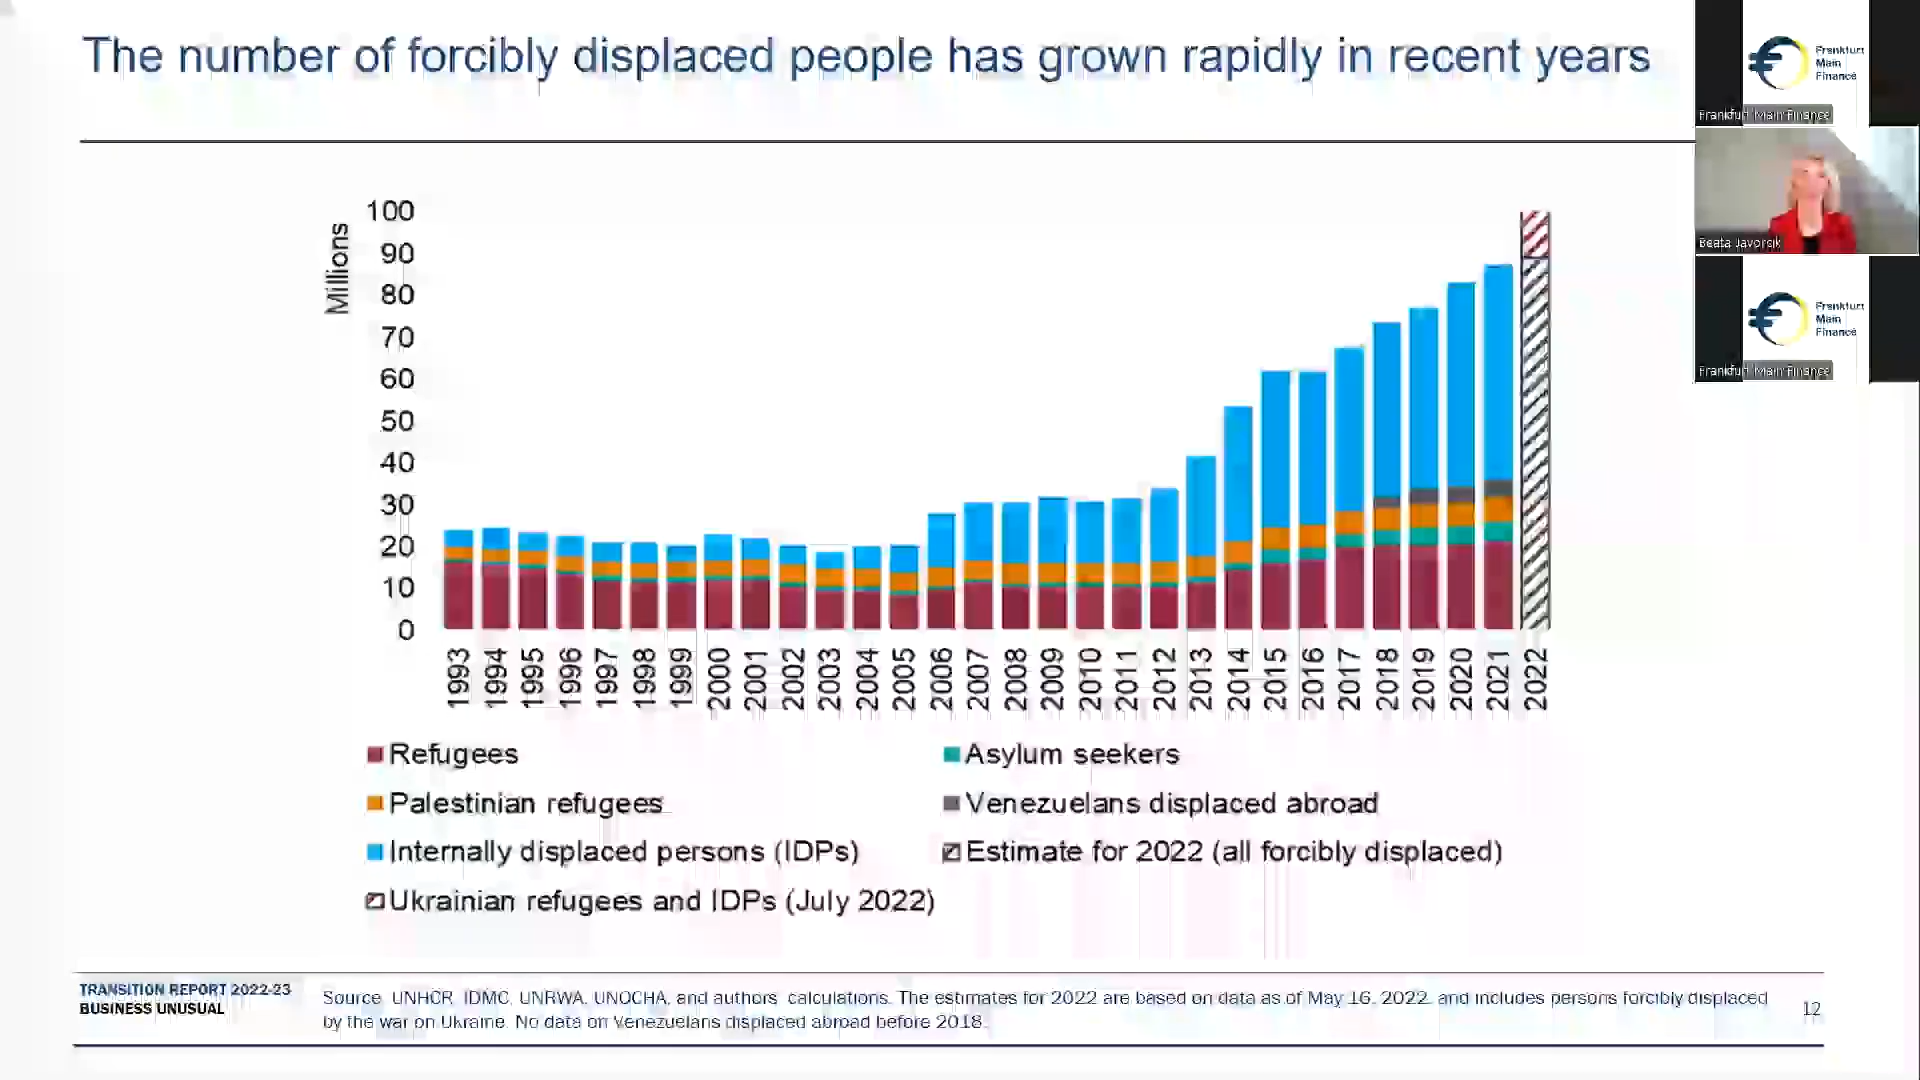 The number of forcibly displaced people has grown rapidly in recent years
Frankfurt
Main
Finance
Frankfurt Main Finance
Beata Javorcik
Frankfurt
Main
Finance
Frankfurt Main Finance
Millions
100
90
80
70
60
50
40
30
20
10
0
1993 1994 1995 1996 1997 1998 1999 2000 2001 2002 2003 2004 2005 2006 2007 2008 2009 2010 2011 2012 2013 2014 2015 2016 2017 2018 2019 2020 2021 2022
Refugees
Asylum seekers
Palestinian refugees
Venezuelans displaced abroad
Internally displaced persons (IDPs)
Estimate for 2022 (all forcibly displaced)
Ukrainian refugees and IDPs (July 2022)
TRANSITION REPORT 2022-23
BUSINESS UNUSUAL
Source: UNHCR, IDMC, UNRWA, UNOCHA, and authors' calculations. The estimates for 2022 are based on data as of May 16, 2022, and includes persons forcibly displaced
by the war on Ukraine. No data on Venezuelans displaced abroad before 2018.
12